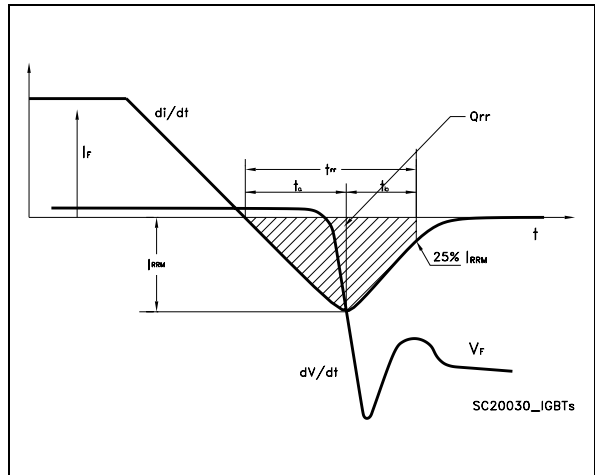 di/dt
Qrr
IF
trr
ta
tb
t
IRRM
25% IRRM
VF
dV/dt
SC20030_IGBTs